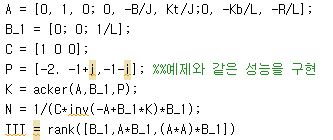 A = [0, 1, 0; 0, -B/J, Kt/J;0, -Kb/L, -R/L];
B_1 = [0; 0; 1/L];
C = [1 0 0];
P = [-2. -1+j,-1-j]; %%예제와 같은 성능을 구현
K = acker(A,B_1,P);
N = 1/(C*inv(-A+B_1*K)*B_1);
TTT = rank([B_1,A*B_1,(A*A)*B_1])